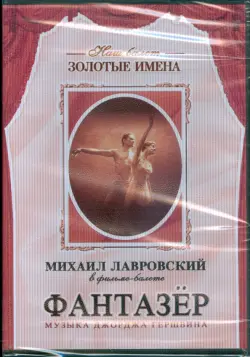 Наш балет
ЗОЛОТЫЕ ИМЕНА
МИХАИЛ ЛАВРОВСКИЙ
в фильме-балете
ФАНТАЗЁР
МУЗЫКА ДЖОРДЖА ГЕРШВИНА